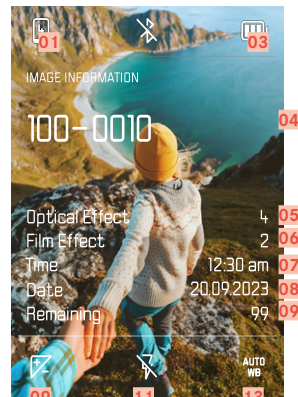 01 03
IMAGE INFORMATION
100-0010 04
Optical Effect 4 05
Film Effect 2 06
Time 12:30 am 07
Date 20.09.2023 08
Remaining 99 09
AUTO
WB
11